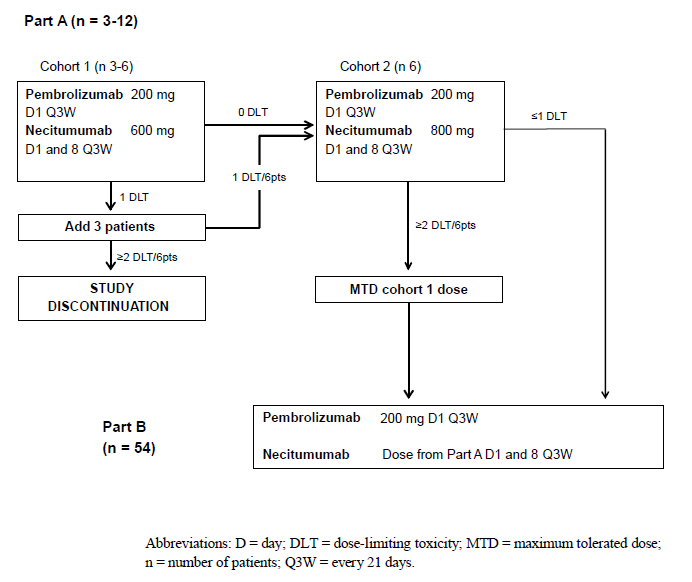 Part A (n = 3-12)
Cohort 1 (n 3-6)
Pembrolizumab 200 mg
D1 Q3W
Necitumumab 600 mg
D1 and 8 Q3W
0 DLT
Cohort 2 (n 6)
Pembrolizumab 200 mg
D1 Q3W
Necitumumab 800 mg
D1 and 8 Q3W
≤1 DLT
1 DLT/6pts
1 DLT
Add 3 patients
≥2 DLT/6pts
≥2 DLT/6pts
STUDY
DISCONTINUATION
MTD cohort 1 dose
Part B
(n = 54)
Pembrolizumab 200 mg D1 Q3W
Necitumumab Dose from Part A D1 and 8 Q3W
Abbreviations: D = day; DLT = dose-limiting toxicity; MTD = maximum tolerated dose;
n = number of patients; Q3W = every 21 days.